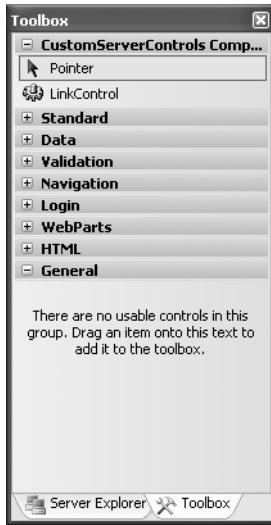 Toolbox
CustomServerControls Comp...
Pointer
LinkControl
Standard
Data
Validation
Navigation
Login
WebParts
HTML
General
There are no usable controls in this
group. Drag an item onto this text to
add it to the toolbox.
Server Explorer Toolbox